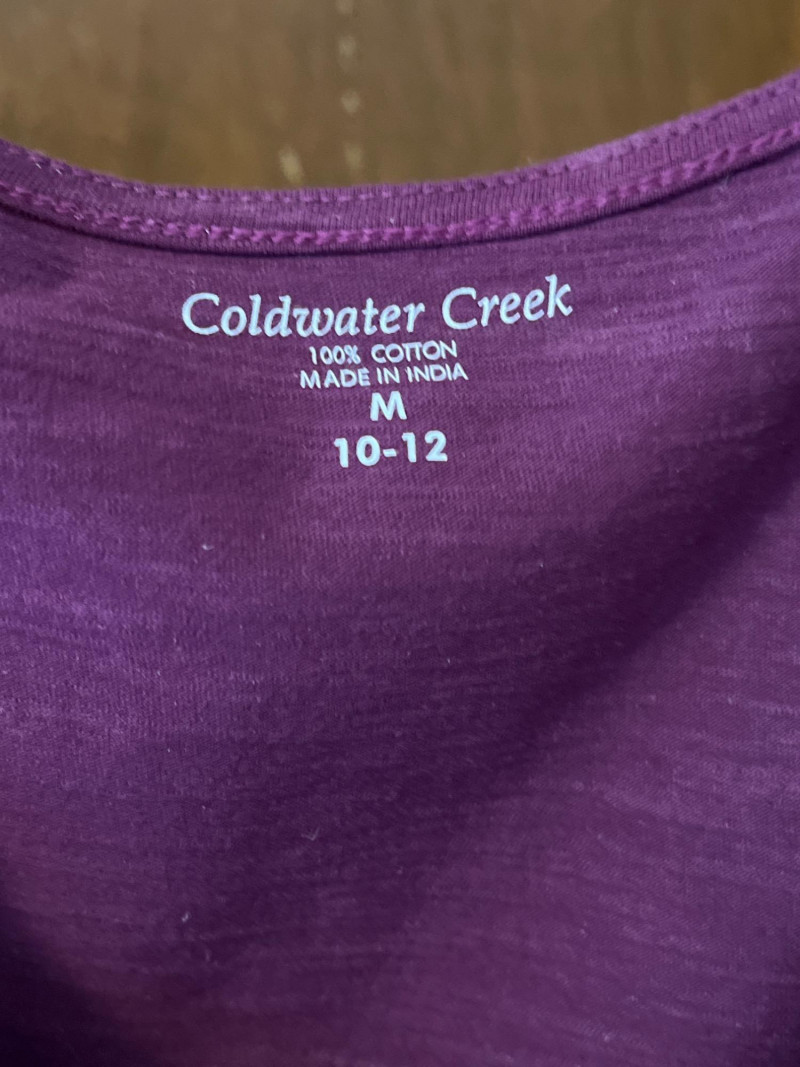 Coldwater Creek
100% COTTON
MADE IN INDIA
M
10-12